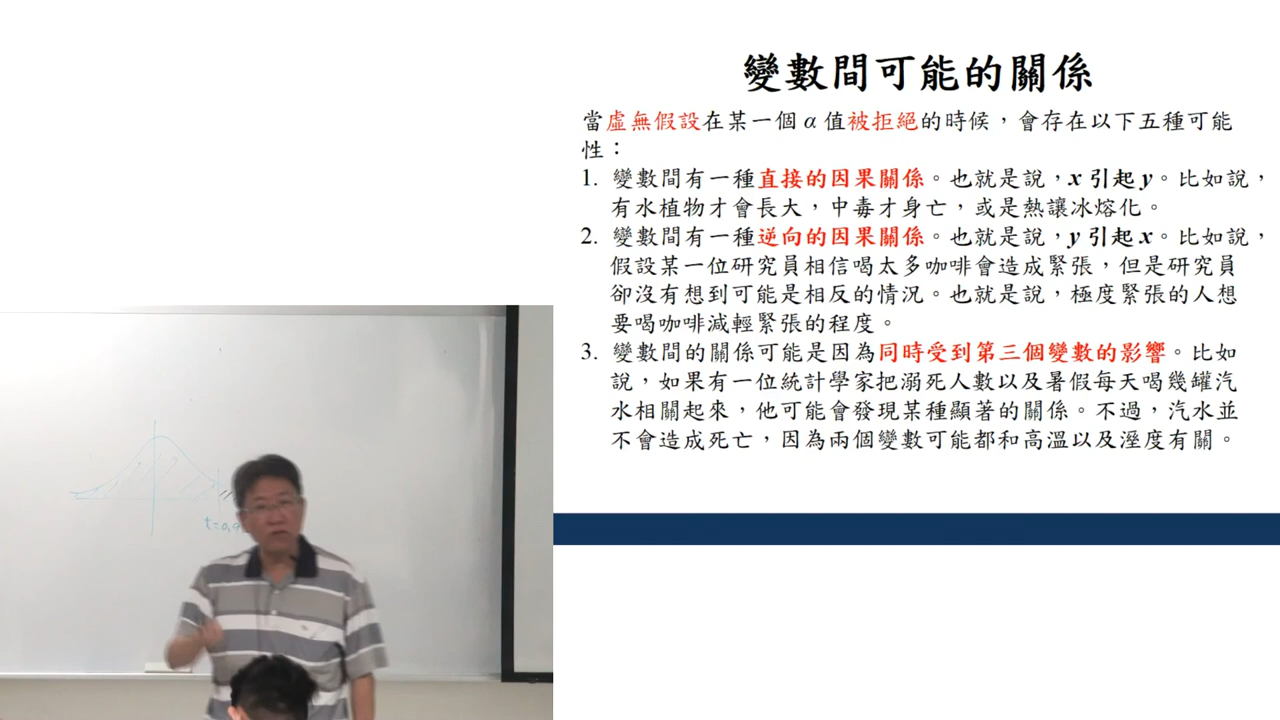 變數間可能的關係
當虛無假設在某一個 α 值被拒絕的時候，會存在以下五種可能
性：
1. 變數間有一種直接的因果關係。也就是說，x 引起 y。比如說，
有水植物才會長大，中毒才身亡，或是熱讓冰熔化。
2. 變數間有一種逆向的因果關係。也就是說，y 引起 x。比如說，
假設某一位研究員相信喝太多咖啡會造成緊張，但是研究員
卻沒有想到可能是相反的情況。也就是說，極度緊張的人想
要喝咖啡減輕緊張的程度。
3. 變數間的關係可能是因為同時受到第三個變數的影響。比如
說，如果有一位統計學家把溺死人數以及暑假每天喝幾罐汽
水相關起來，他可能會發現某種顯著的關係。不過，汽水並
不會造成死亡，因為兩個變數可能都和高溫以及溼度有關。